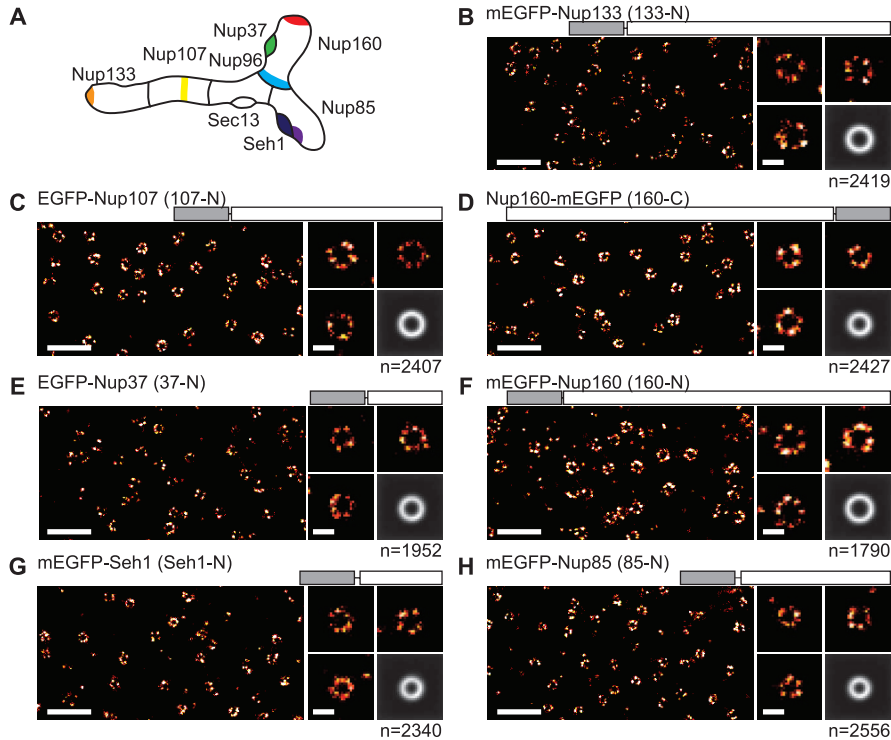 A
Nup37
Nup107
Nup96
Nup160
Nup133
Nup85
Sec13
Seh1
B mEGFP-Nup133 (133-N)
n=2419
C EGFP-Nup107 (107-N)
n=2407
D Nup160-mEGFP (160-C)
n=2427
E EGFP-Nup37 (37-N)
n=1952
F mEGFP-Nup160 (160-N)
n=1790
G mEGFP-Seh1 (Seh1-N)
n=2340
H mEGFP-Nup85 (85-N)
n=2556